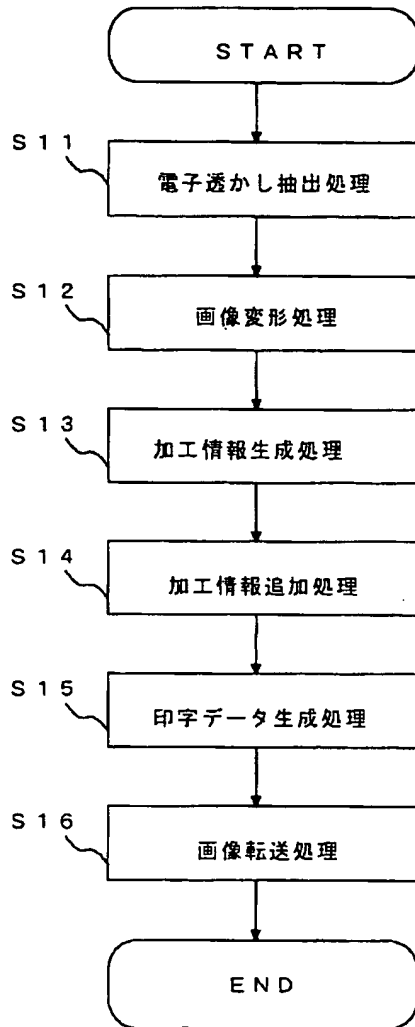 START
S11
電子透かし抽出処理
S12
画像変形処理
S13
加工情報生成処理
S14
加工情報追加処理
S15
印字データ生成処理
S16
画像転送処理
END